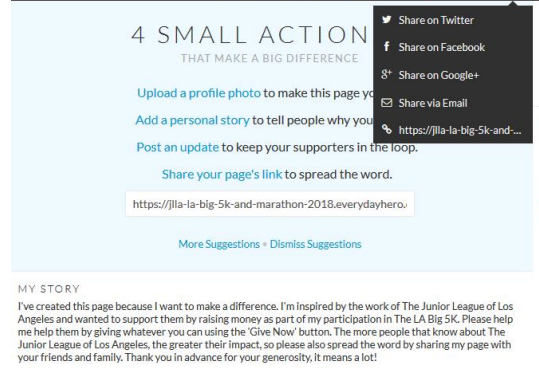 4 SMALL ACTION
THAT MAKE A BIG DIFFERENCE
Upload a profile photo to make this page yo
Add a personal story to tell people why you
Post an update to keep your supporters in the loop.
Share your page's link to spread the word.
https://jlla-la-big-5k-and-marathon-2018.everydayhero.
More Suggestions • Dismiss Suggestions
Share on Twitter
Share on Facebook
Share on Google+
Share via Email
https://jlla-la-big-5k-and-...
MY STORY
I've created this page because I want to make a difference. I'm inspired by the work of The Junior League of Los
Angeles and wanted to support them by raising money as part of my participation in The LA Big 5K. Please help
me help them by giving whatever you can using the 'Give Now' button. The more people that know about The
Junior League of Los Angeles, the greater their impact, so please also spread the word by sharing my page with
your friends and family. Thank you in advance for your generosity, it means a lot!